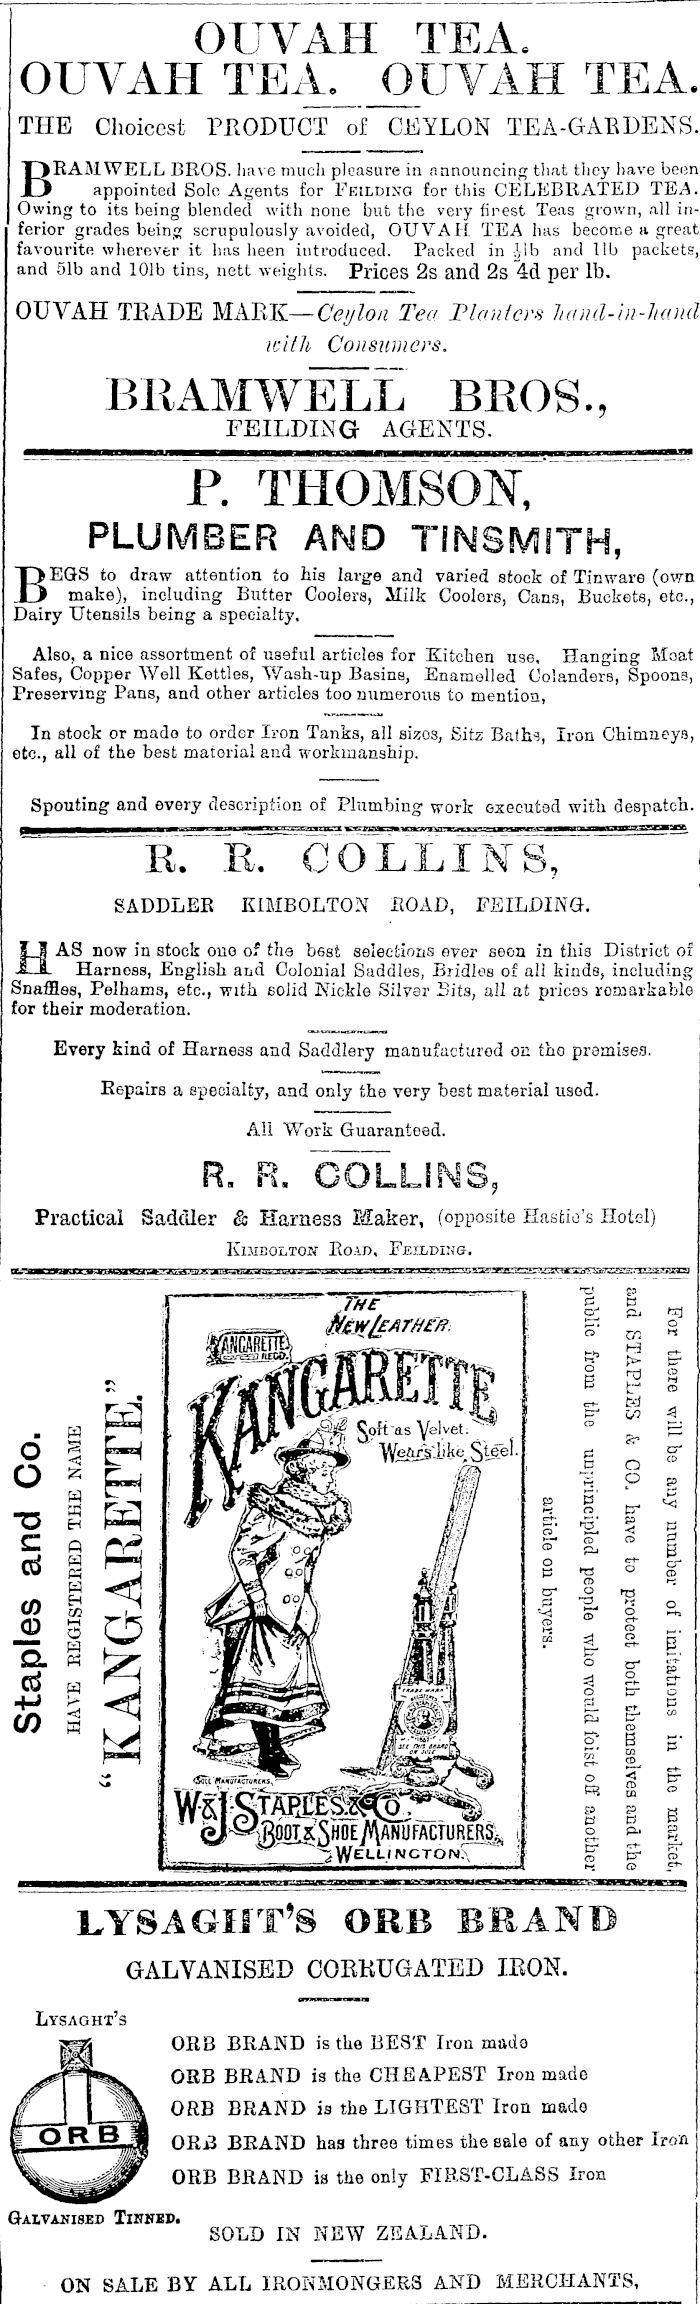 OUVAH TEA.
OUVAH TEA. OUVAH TEA.
THE Choicest PRODUCT of CEYLON TEA-GARDENS.
BRAMWELL BROS. have much pleasure in announcing that they have been
appointed Sole Agents for FEILDING for this CELEBRATED TEA.
Owing to its being blended with none but the very finest Teas grown, all in-
ferior grades being scrupulously avoided, OUVAH TEA has become a great
favourite wherever it has been introduced. Packed in ½lb and 1lb packets,
and 5lb and 10lb tins, nett weights. Prices 2s and 2s 4d per lb.
OUVAH TRADE MARK—Ceylon Tea Planters hand-in-hand
with Consumers.
BRAMWELL BROS.,
FEILDING AGENTS.
P. THOMSON,
PLUMBER AND TINSMITH,
BEGS to draw attention to his large and varied stock of Tinware (own
make), including Butter Coolers, Milk Coolers, Cans, Buckets, etc.,
Dairy Utensils being a specialty.
Also, a nice assortment of useful articles for Kitchen use. Hanging Meat
Safes, Copper Well Kettles, Wash-up Basins, Enamelled Colanders, Spoons,
Preserving Pans, and other articles too numerous to mention,
In stock or made to order Iron Tanks, all sizes, Sitz Baths, Iron Chimneys,
etc., all of the best material and workmanship.
Spouting and every description of Plumbing work executed with despatch.
R. R. COLLINS,
SADDLER KIMBOLTON ROAD, FEILDING.
HAS now in stock one of the best selections ever seen in this District of
Harness, English and Colonial Saddles, Bridles of all kinds, including
Snaffles, Pelhams, etc., with solid Nickle Silver Bits, all at prices remarkable
for their moderation.
Every kind of Harness and Saddlery manufactured on the premises.
Repairs a specialty, and only the very best material used.
All Work Guaranteed.
R. R. COLLINS,
Practical Saddler & Harness Maker, (opposite Hastie's Hotel)
KIMBOLTON ROAD, FEILDING.
Staples and Co.
HAVE REGISTERED THE NAME
"KANGARETTE."
THE
NEW LEATHER.
KANGARETTE
REGD.
KANGARETTE
Soft as Velvet.
Wears like Steel.
TRADE MARK
SEE THIS BRAND
ON SOLE
SOLE MANUFACTURERS.
W & J. STAPLES & Co.
BOOT & SHOE MANUFACTURERS,
WELLINGTON.
For there will be any number of imitations in the market,
and STAPLES & CO. have to protect both themselves and the
public from the unprincipled people who would foist off another
article on buyers.
LYSAGHT'S ORB BRAND
GALVANISED CORRUGATED IRON.
LYSAGHT'S
ORB
GALVANISED TINNED.
ORB BRAND is the BEST Iron made
ORB BRAND is the CHEAPEST Iron made
ORB BRAND is the LIGHTEST Iron made
ORB BRAND has three times the sale of any other Iron
ORB BRAND is the only FIRST-CLASS Iron
SOLD IN NEW ZEALAND.
ON SALE BY ALL IRONMONGERS AND MERCHANTS,